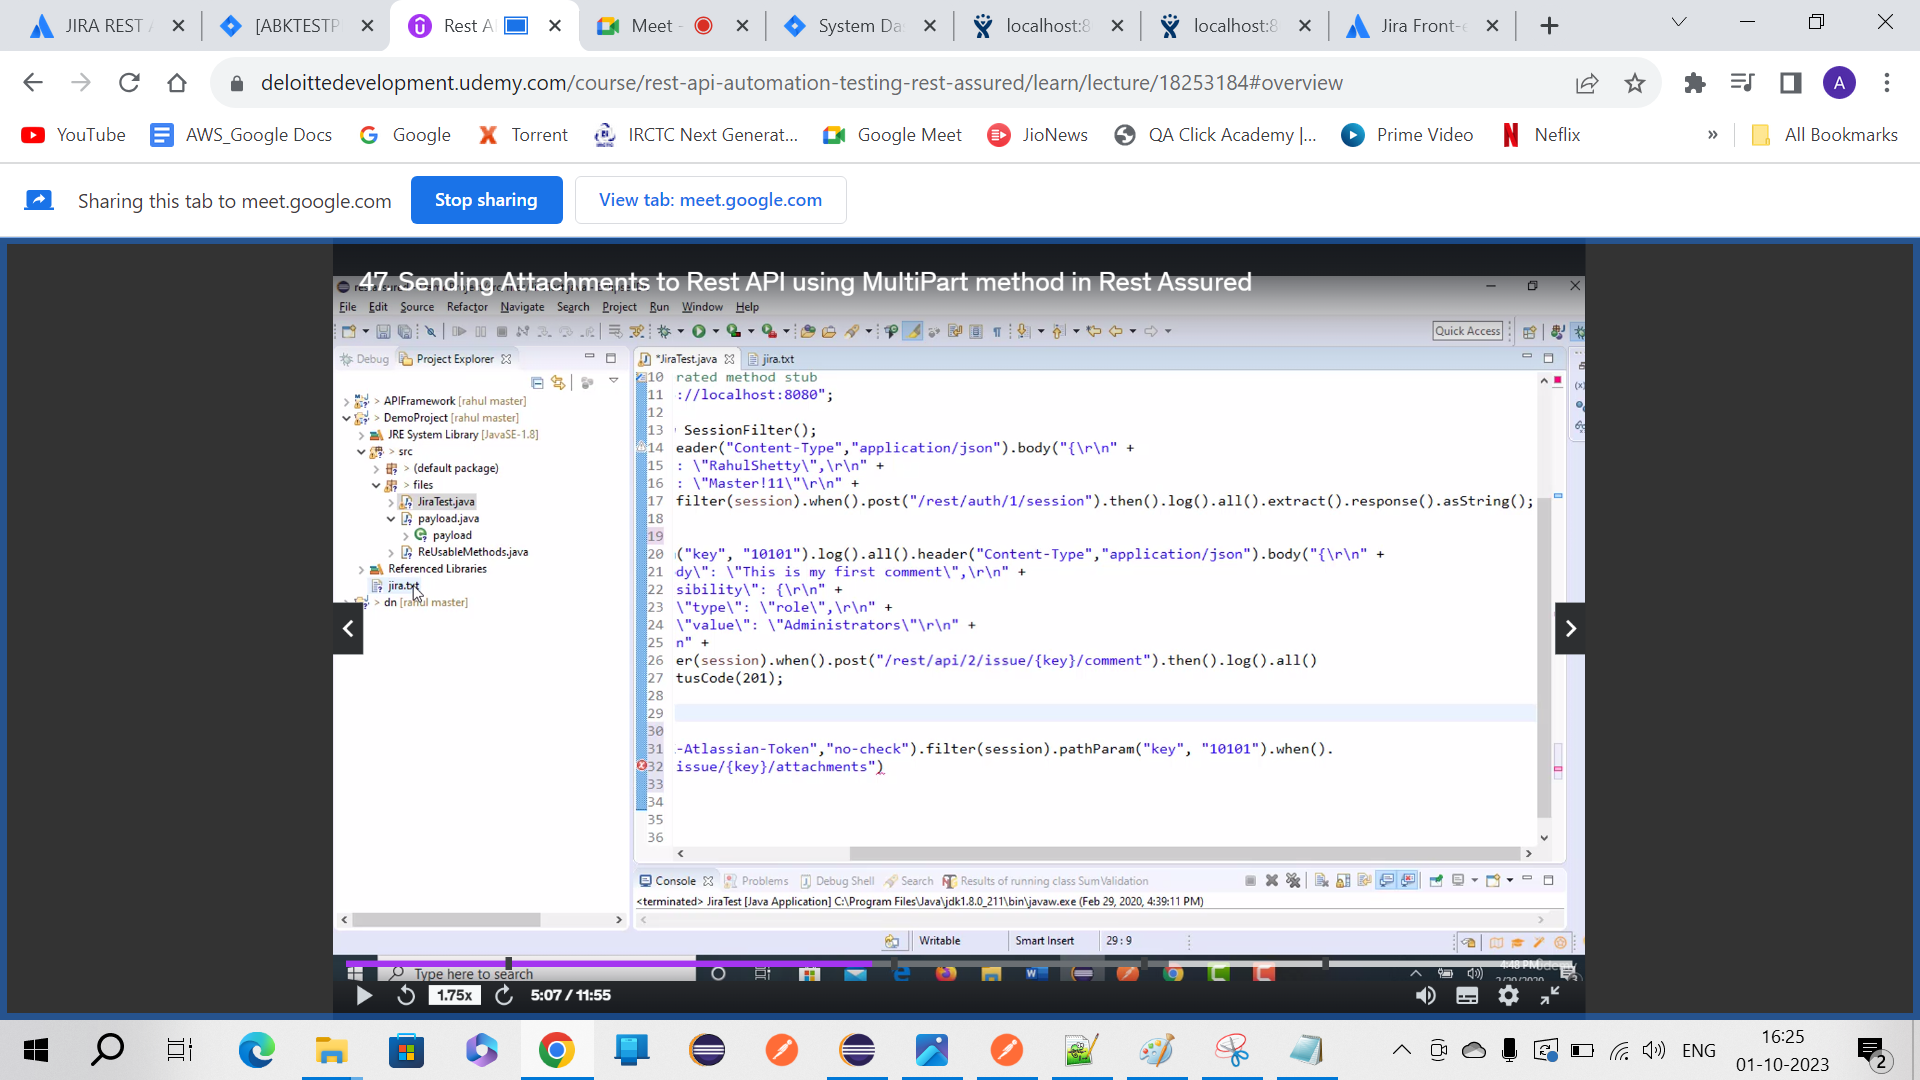 JIRA REST
[ABKTESTP
Rest A
Meet -
System Da
localhost:8
localhost:8
Jira Front-e
deloittedevelopment.udemy.com/course/rest-api-automation-testing-rest-assured/learn/lecture/18253184#overview
A
YouTube
AWS_Google Docs
Google
Torrent
IRCTC Next Generat...
Google Meet
JioNews
QA Click Academy |...
Prime Video
Neflix
»
All Bookmarks
Sharing this tab to meet.google.com
Stop sharing
View tab: meet.google.com
47. Sending Attachments to Rest API using MultiPart method in Rest Assured
File Edit Source Refactor Navigate Search Project Run Window Help
Quick Access
Debug
Project Explorer
*JiraTest.java
jira.txt
> APIFramework [rahul master]
> DemoProject [rahul master]
JRE System Library [JavaSE-1.8]
> src
> (default package)
> files
JiraTest.java
payload.java
payload
ReUsableMethods.java
Referenced Libraries
jira.txt
> dn [rahul master]
10 rated method stub
11 ://localhost:8080";
12
13 SessionFilter();
14 eader("Content-Type","application/json").body("{\r\n" +
15 : \"RahulShetty\",\r\n" +
16 : \"Master!11\"\r\n" +
17 filter(session).when().post("/rest/auth/1/session").then().log().all().extract().response().asString();
18
19
20 ("key", "10101").log().all().header("Content-Type","application/json").body("{\r\n" +
21 dy\": \"This is my first comment\",\r\n" +
22 sibility\": {\r\n" +
23 \"type\": \"role\",\r\n" +
24 \"value\": \"Administrators\"\r\n" +
25 n" +
26 er(session).when().post("/rest/api/2/issue/{key}/comment").then().log().all()
27 tusCode(201);
28
29
30
31 -Atlassian-Token","no-check").filter(session).pathParam("key", "10101").when().
32 issue/{key}/attachments")
33
34
35
36
Console
Problems
Debug Shell
Search
Results of running class SumValidation
<terminated> JiraTest [Java Application] C:\Program Files\Java\jdk1.8.0_211\bin\javaw.exe (Feb 29, 2020, 4:39:11 PM)
Writable
Smart Insert
29 : 9
Type here to search
4:48 PM
udemy
1.75x
5:07 / 11:55
ENG
16:25
01-10-2023
2